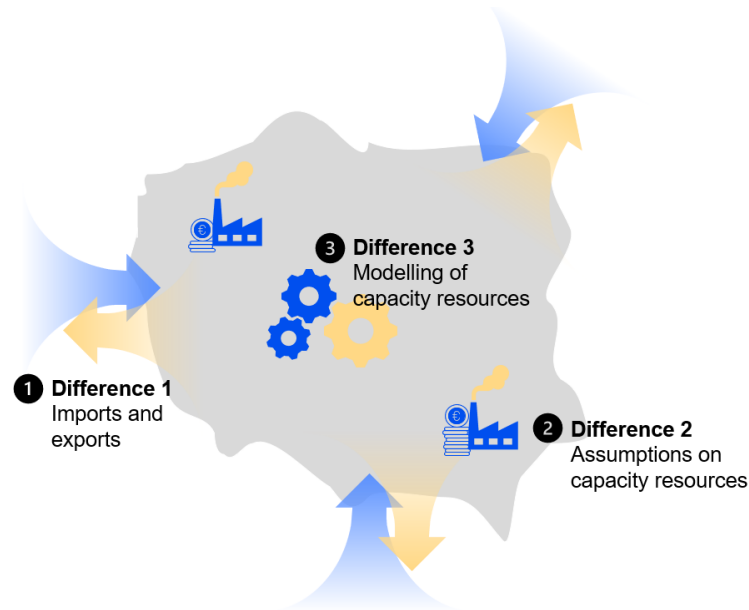 3 Difference 3
Modelling of
capacity resources
1 Difference 1
Imports and
exports
2 Difference 2
Assumptions on
capacity resources
€
€